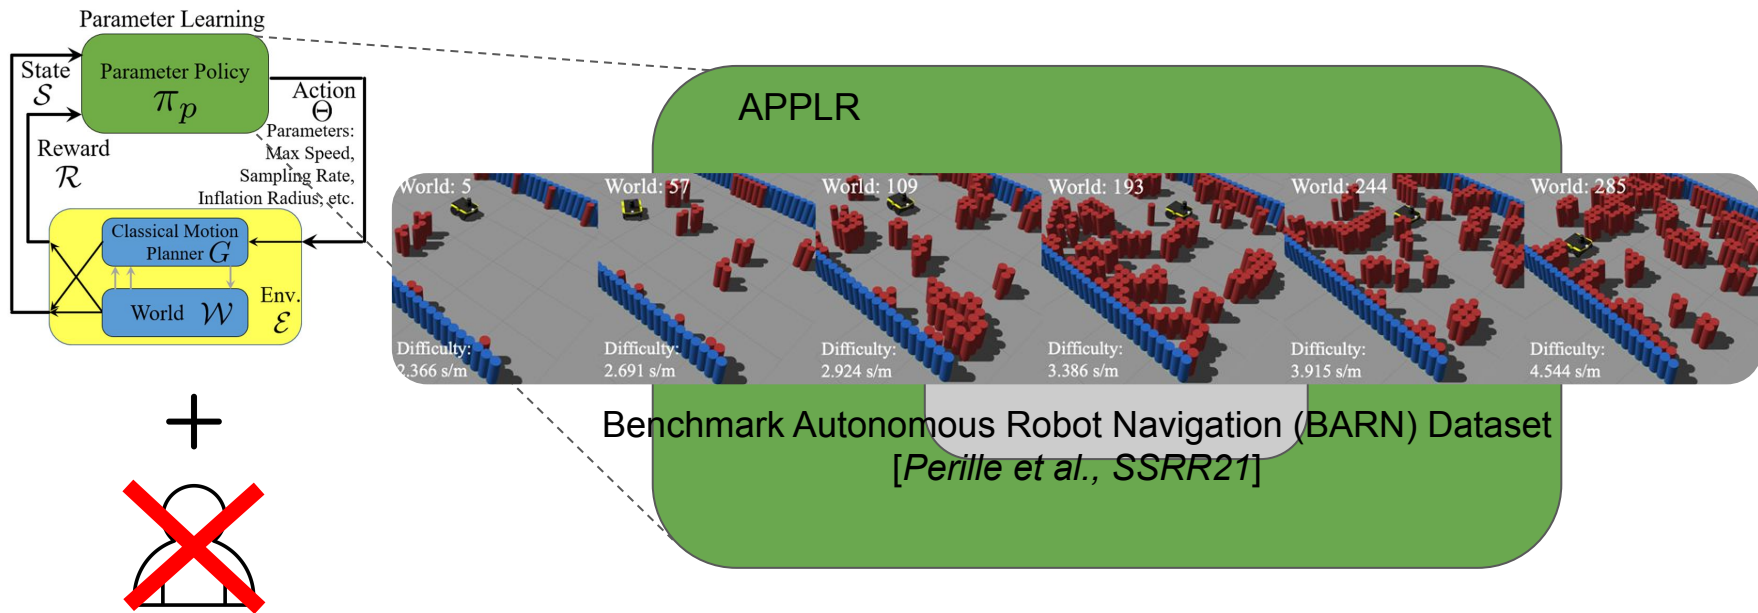 Parameter Learning
State
𝒮
Parameter Policy
π_p
Action
Θ
Parameters:
Max Speed,
Sampling Rate,
Inflation Radius, etc.
Reward
ℛ
Classical Motion
Planner G
World 𝒲
Env.
ℰ
APPLR
World: 5
World: 57
World: 109
World: 193
World: 244
World: 285
Difficulty:
2.366 s/m
Difficulty:
2.691 s/m
Difficulty:
2.924 s/m
Difficulty:
3.386 s/m
Difficulty:
3.915 s/m
Difficulty:
4.544 s/m
Benchmark Autonomous Robot Navigation (BARN) Dataset
[Perille et al., SSRR21]